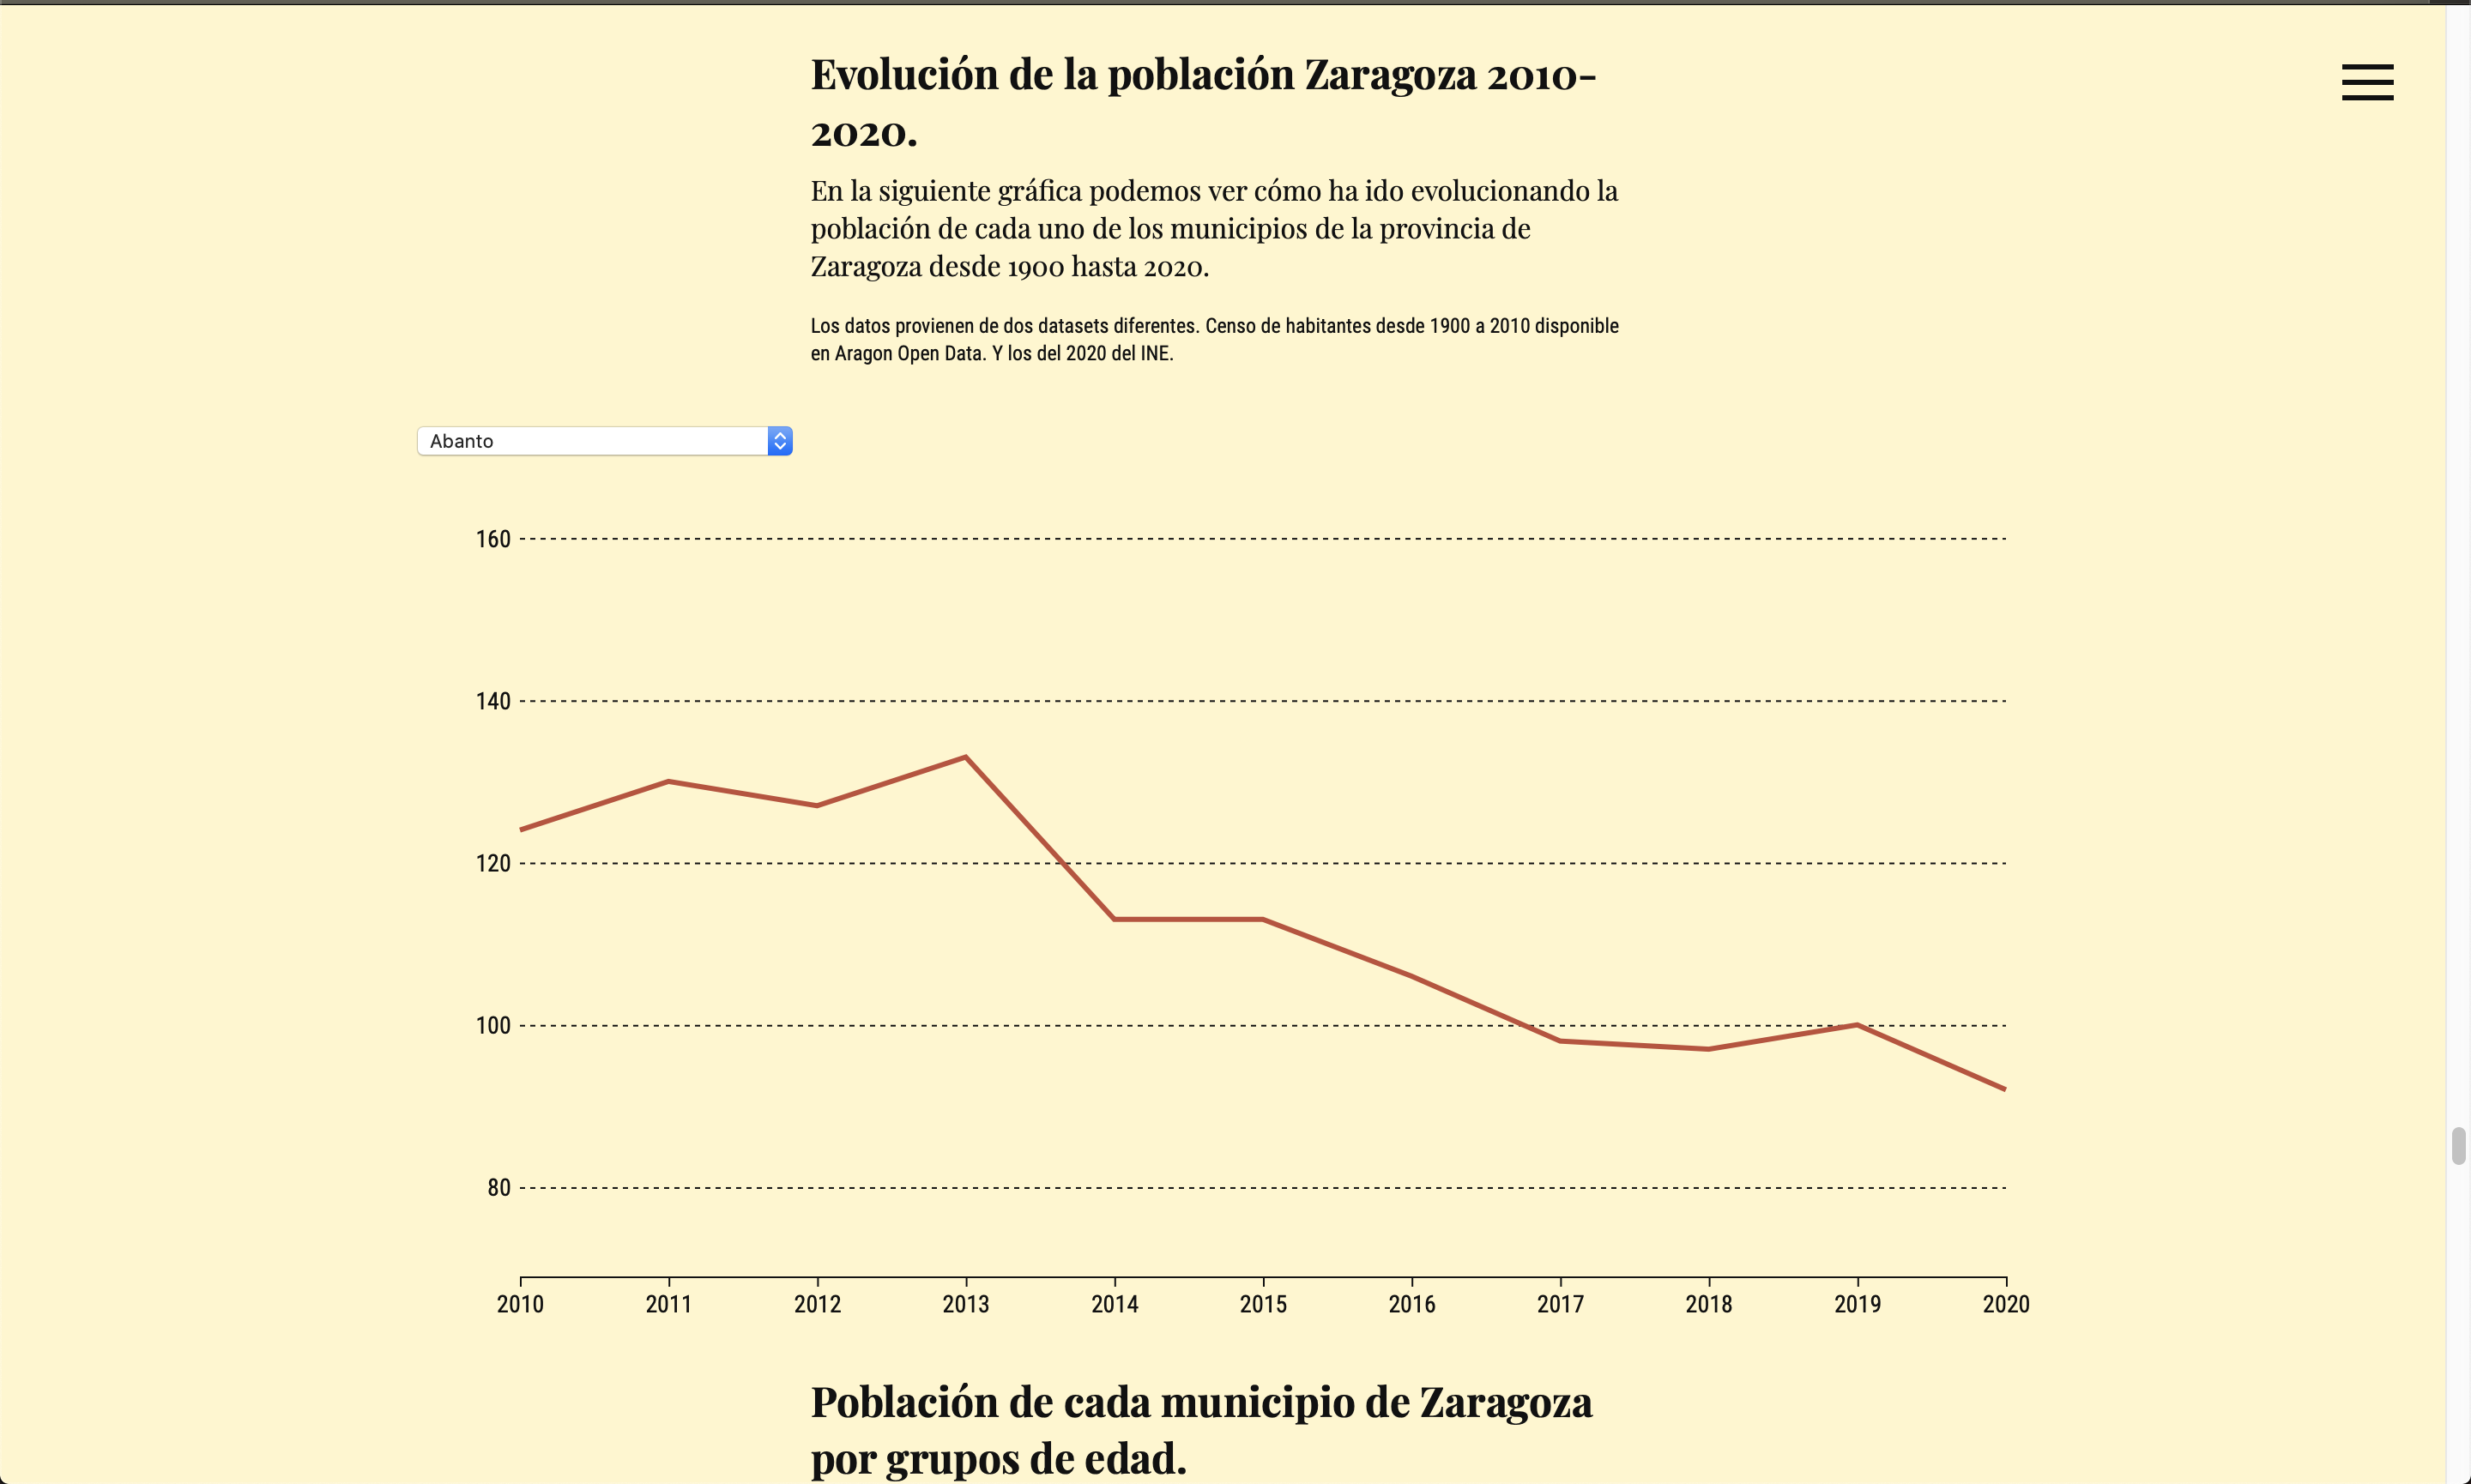 Evolución de la población Zaragoza 2010-
2020.
En la siguiente gráfica podemos ver cómo ha ido evolucionando la
población de cada uno de los municipios de la provincia de
Zaragoza desde 1900 hasta 2020.
Los datos provienen de dos datasets diferentes. Censo de habitantes desde 1900 a 2010 disponible
en Aragon Open Data. Y los del 2020 del INE.
Abanto
160
140
120
100
80
2010 2011 2012 2013 2014 2015 2016 2017 2018 2019 2020
Población de cada municipio de Zaragoza
por grupos de edad.